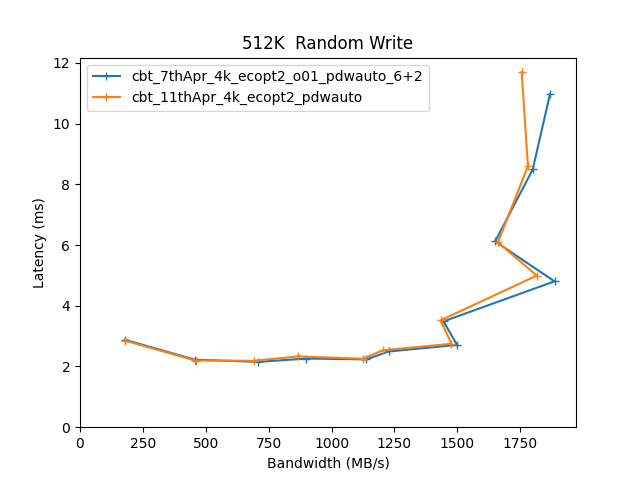 512K  Random Write
cbt_7thApr_4k_ecopt2_o01_pdwauto_6+2
cbt_11thApr_4k_ecopt2_pdwauto
12
10
8
6
4
2
0
Latency (ms)
0 250 500 750 1000 1250 1500 1750
Bandwidth (MB/s)